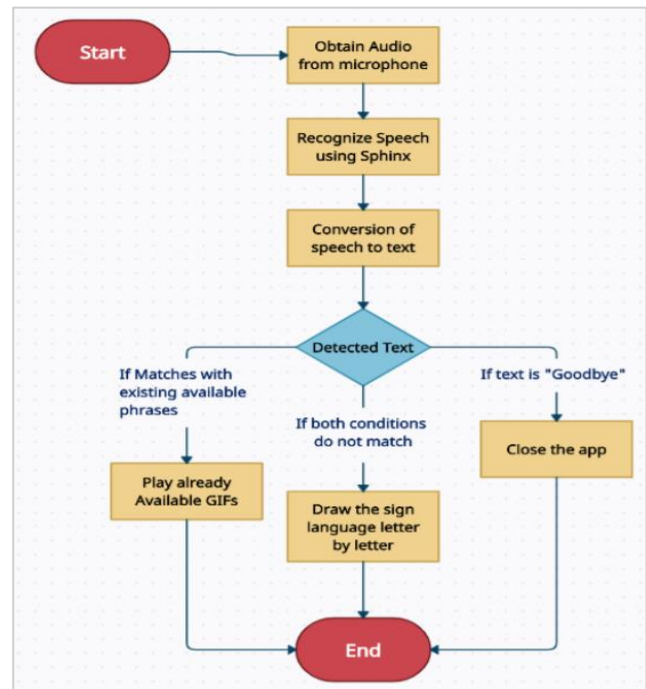 Start
Obtain Audio
from microphone
Recognize Speech
using Sphinx
Conversion of
speech to text
Detected Text
If Matches with
existing available
phrases
If both conditions
do not match
If text is "Goodbye"
Play already
Available GIFs
Draw the sign
language letter
by letter
Close the app
End